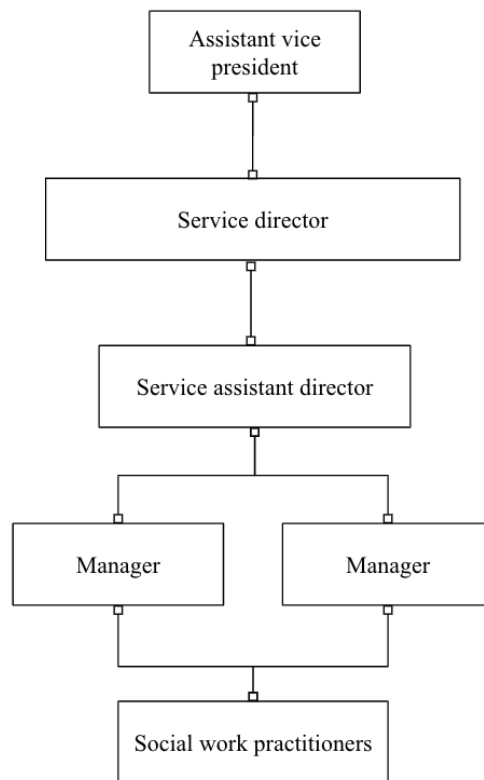 Assistant vice
president
Service director
Service assistant director
Manager
Manager
Social work practitioners